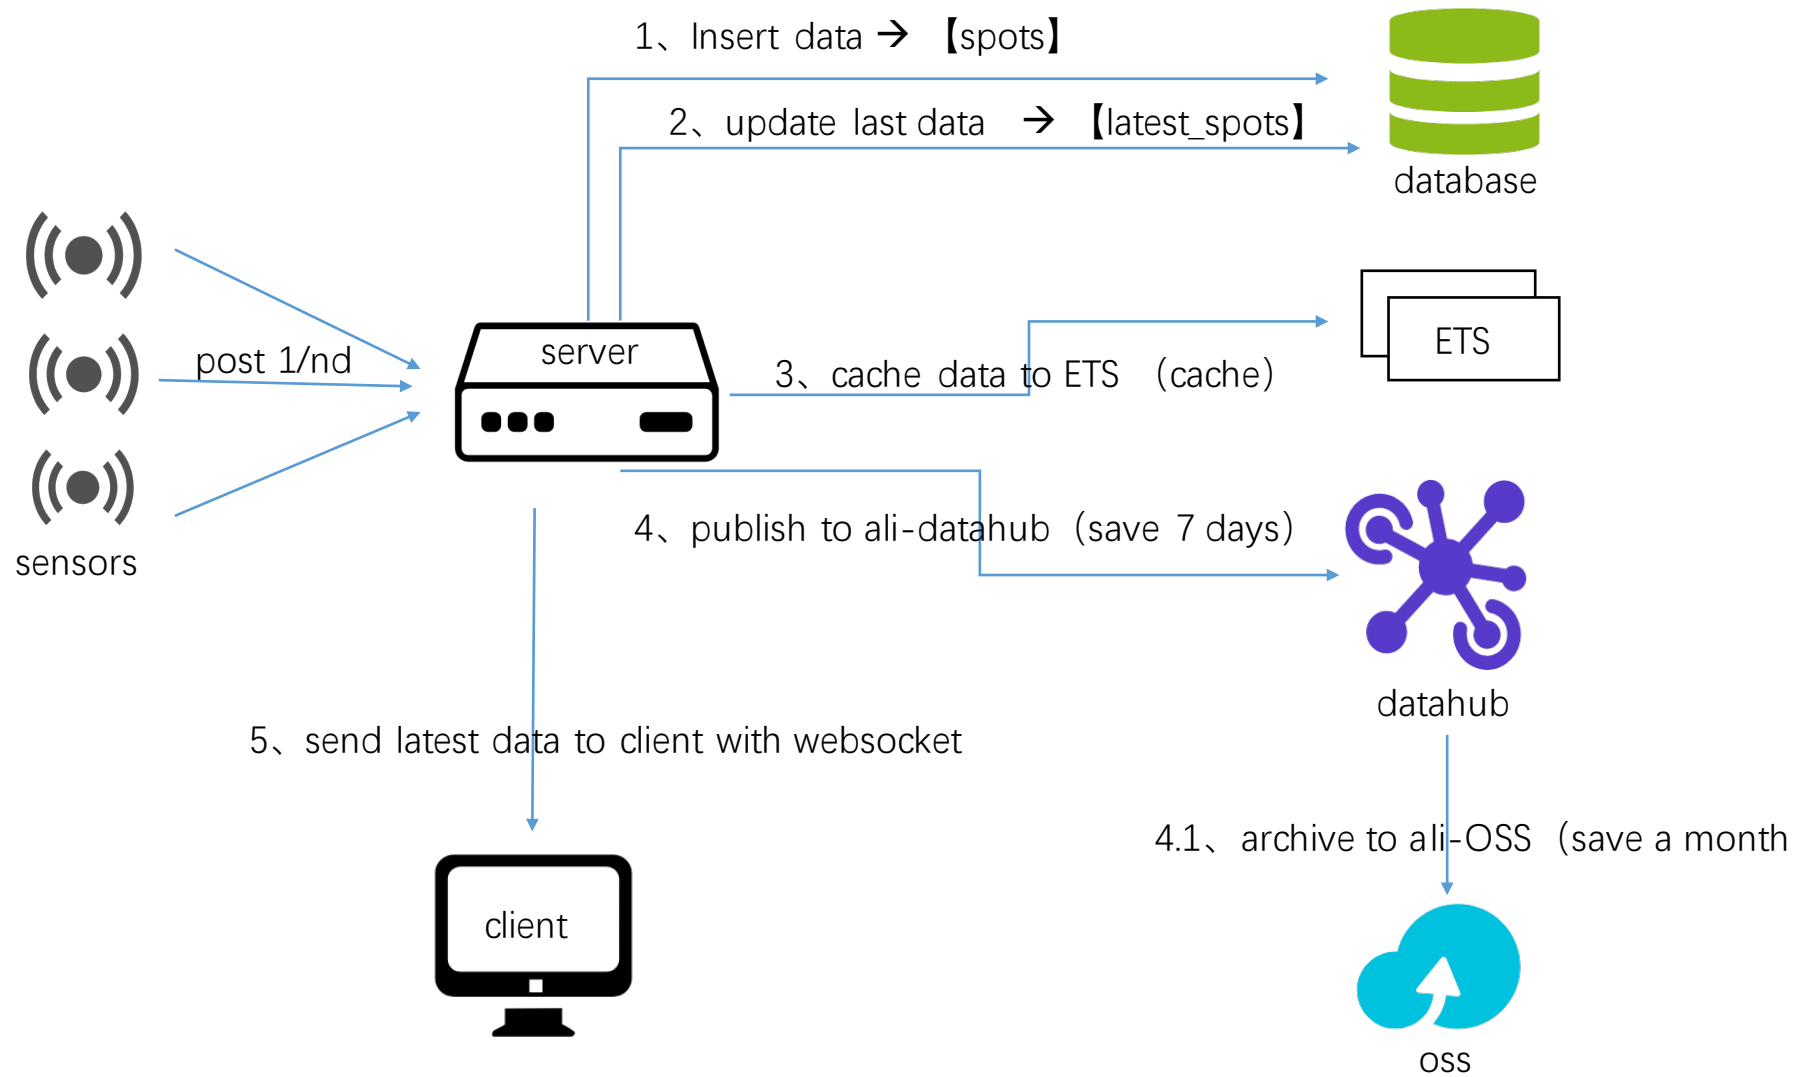 1、Insert data → 【spots】
2、update last data → 【latest_spots】
database
server
post 1/nd
ETS
3、cache data to ETS （cache）
4、publish to ali-datahub（save 7 days）
sensors
datahub
5、send latest data to client with websocket
4.1、archive to ali-OSS（save a month
client
oss